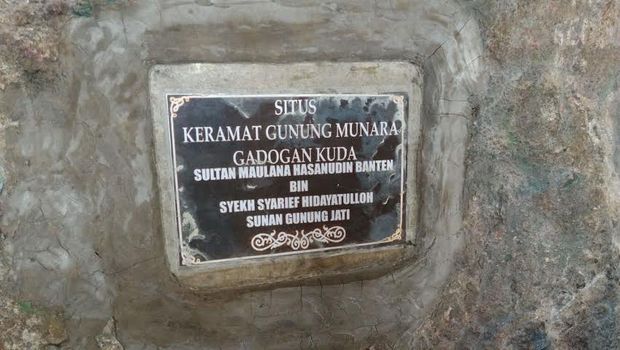 SITUS
KERAMAT GUNUNG MUNARA
GADOGAN KUDA
SULTAN MAULANA HASANUDIN BANTEN
BIN
SYEKH SYARIEF HIDAYATULLOH
SUNAN GUNUNG JATI